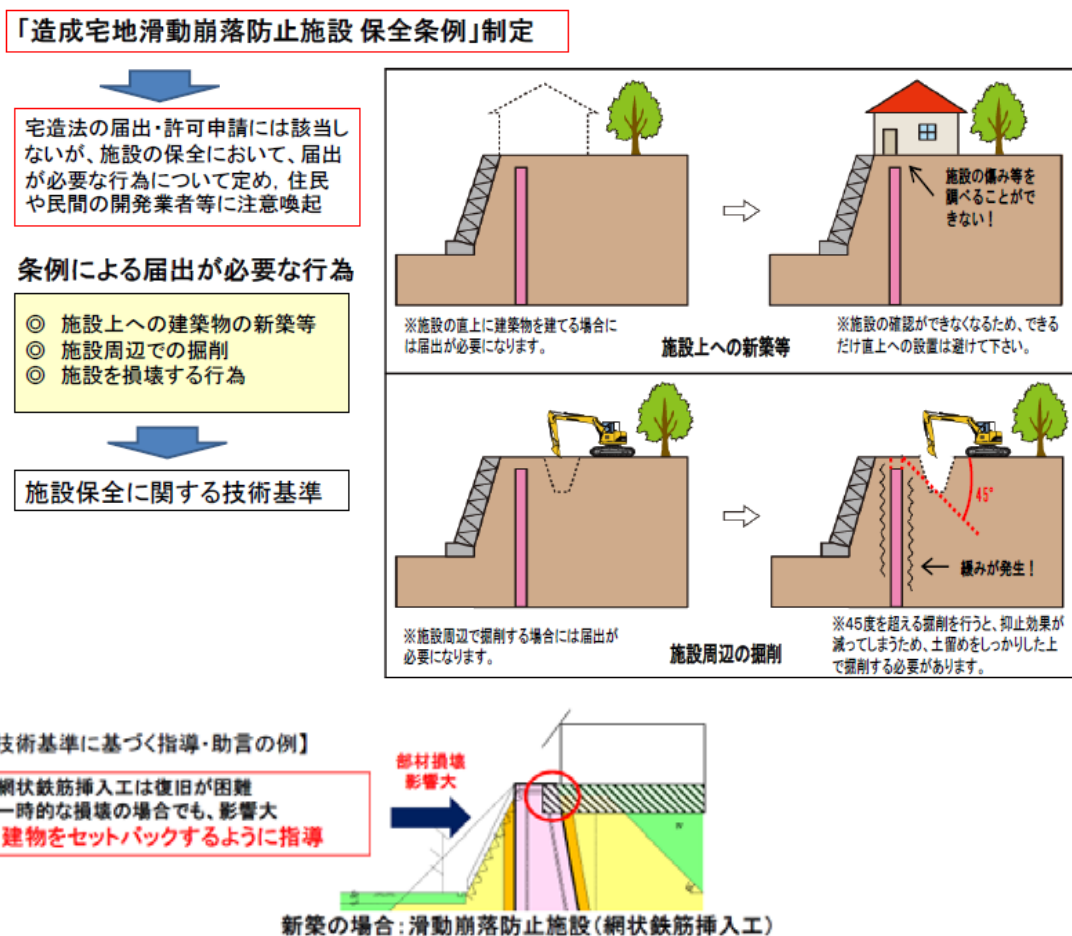 「造成宅地滑動崩落防止施設 保全条例」制定
宅造法の届出・許可申請には該当し
ないが、施設の保全において、届出
が必要な行為について定め，住民
や民間の開発業者等に注意喚起
条例による届出が必要な行為
◎ 施設上への建築物の新築等
◎ 施設周辺での掘削
◎ 施設を損壊する行為
施設保全に関する技術基準
施設の傷み等を
調べることがで
きない！
※施設の直上に建築物を建てる場合に
は届出が必要になります。
施設上への新築等
※施設の確認ができなくなるため、できる
だけ直上への設置は避けて下さい。
45°
緩みが発生！
※施設周辺で掘削する場合には届出が
必要になります。
施設周辺の掘削
※45度を超える掘削を行うと、抑止効果が
減ってしまうため、土留めをしっかりした上
で掘削する必要があります。
技術基準に基づく指導・助言の例】
網状鉄筋挿入工は復旧が困難
一時的な損壊の場合でも、影響大
建物をセットバックするように指導
部材損壊
影響大
新築の場合：滑動崩落防止施設（網状鉄筋挿入工）